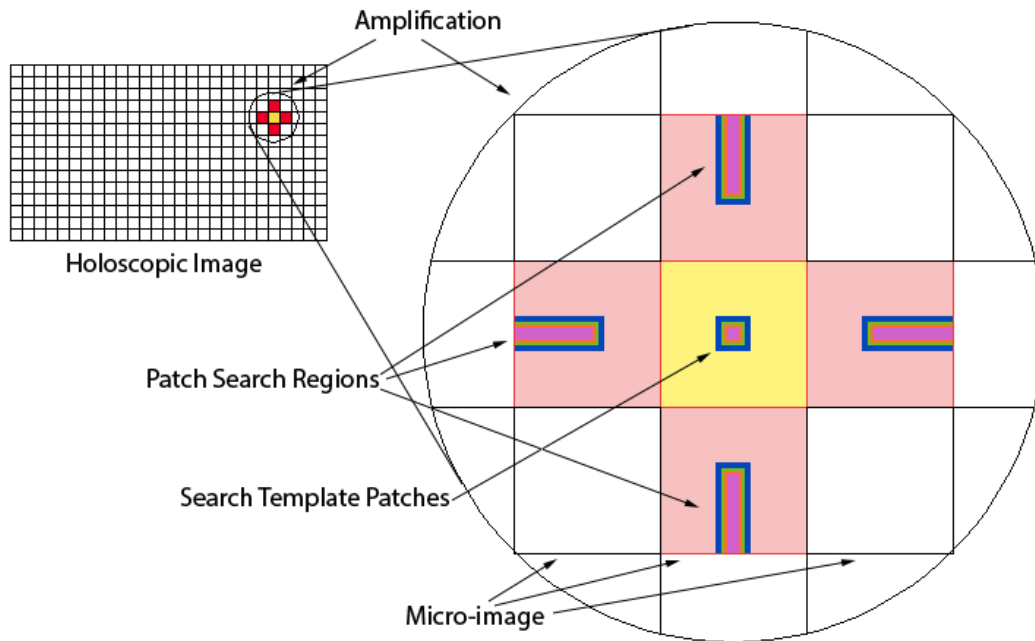 Amplification
Holoscopic Image
Patch Search Regions
Search Template Patches
Micro-image